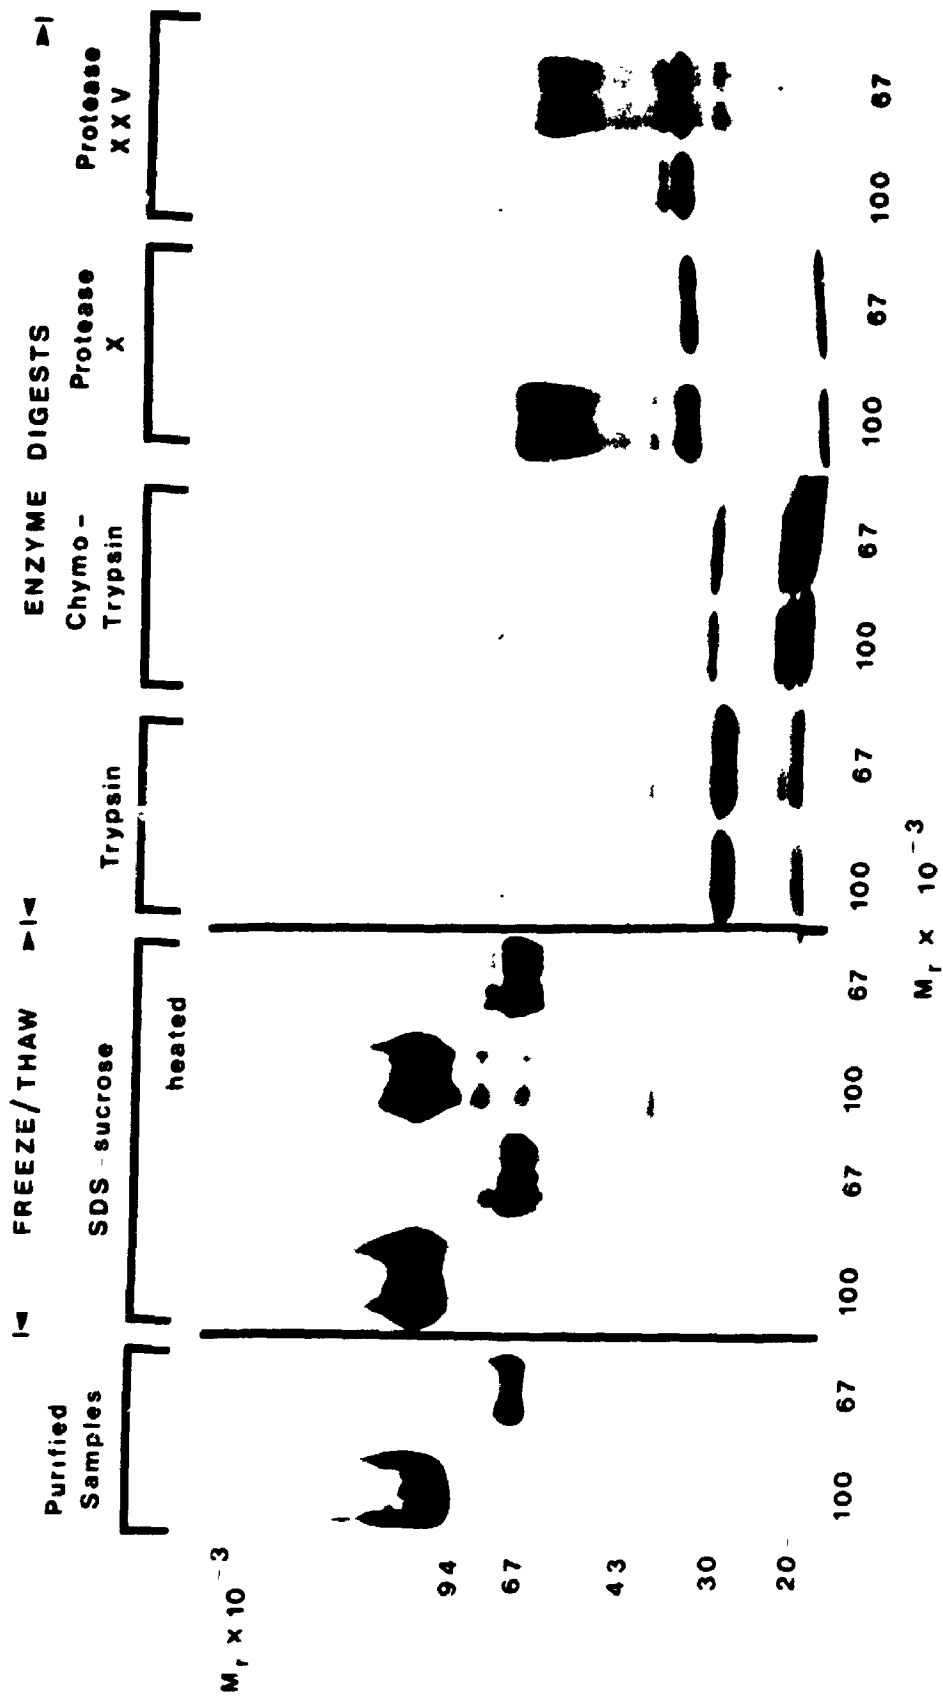 FREEZE/THAW
ENZYME DIGESTS
Purified
Samples
SDS-sucrose
heated
Trypsin
Chymo-
Trypsin
Protease
X
Protease
XXV
Mr x 10-3
94
67
43
30
20
100 67 100 67 100 67 100 67 100 67 100 67 100 67
Mr x 10-3